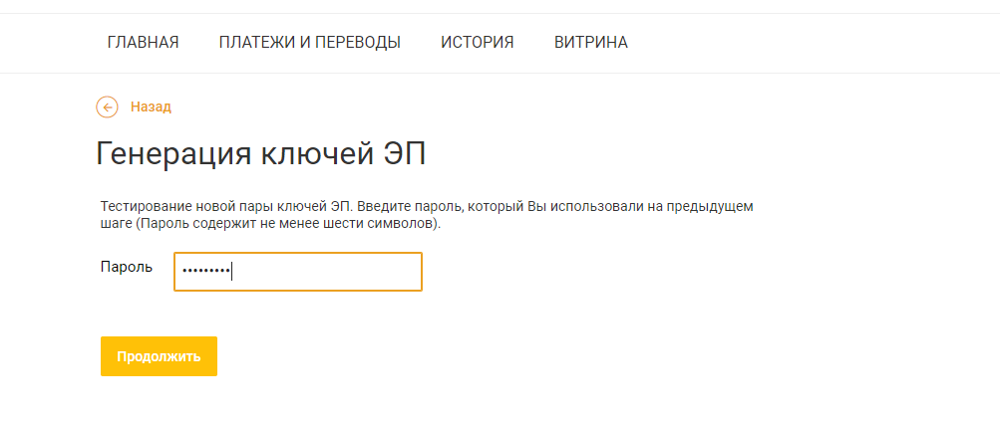 ГЛАВНАЯ ПЛАТЕЖИ И ПЕРЕВОДЫ ИСТОРИЯ ВИТРИНА
Назад
Генерация ключей ЭП
Тестирование новой пары ключей ЭП. Введите пароль, который Вы использовали на предыдущем
шаге (Пароль содержит не менее шести символов).
Пароль •••••••••
Продолжить